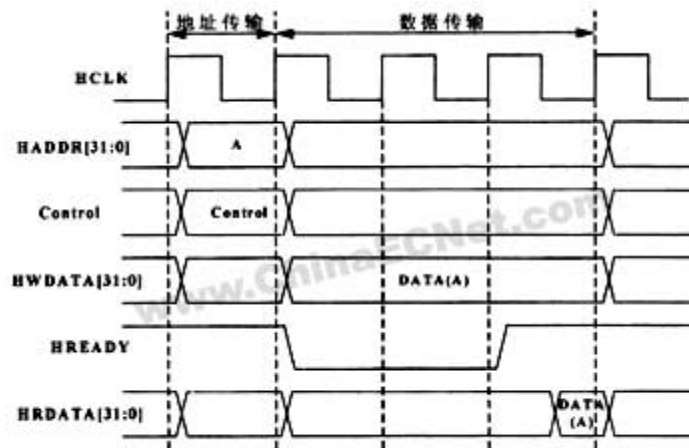 地址传输
数据传输
HCLK
HADDR[31:0]
A
Control
Control
HWDATA[31:0]
DATA(A)
HREADY
HRDATA[31:0]
DATA
(A)
www.ChinaECNet.com